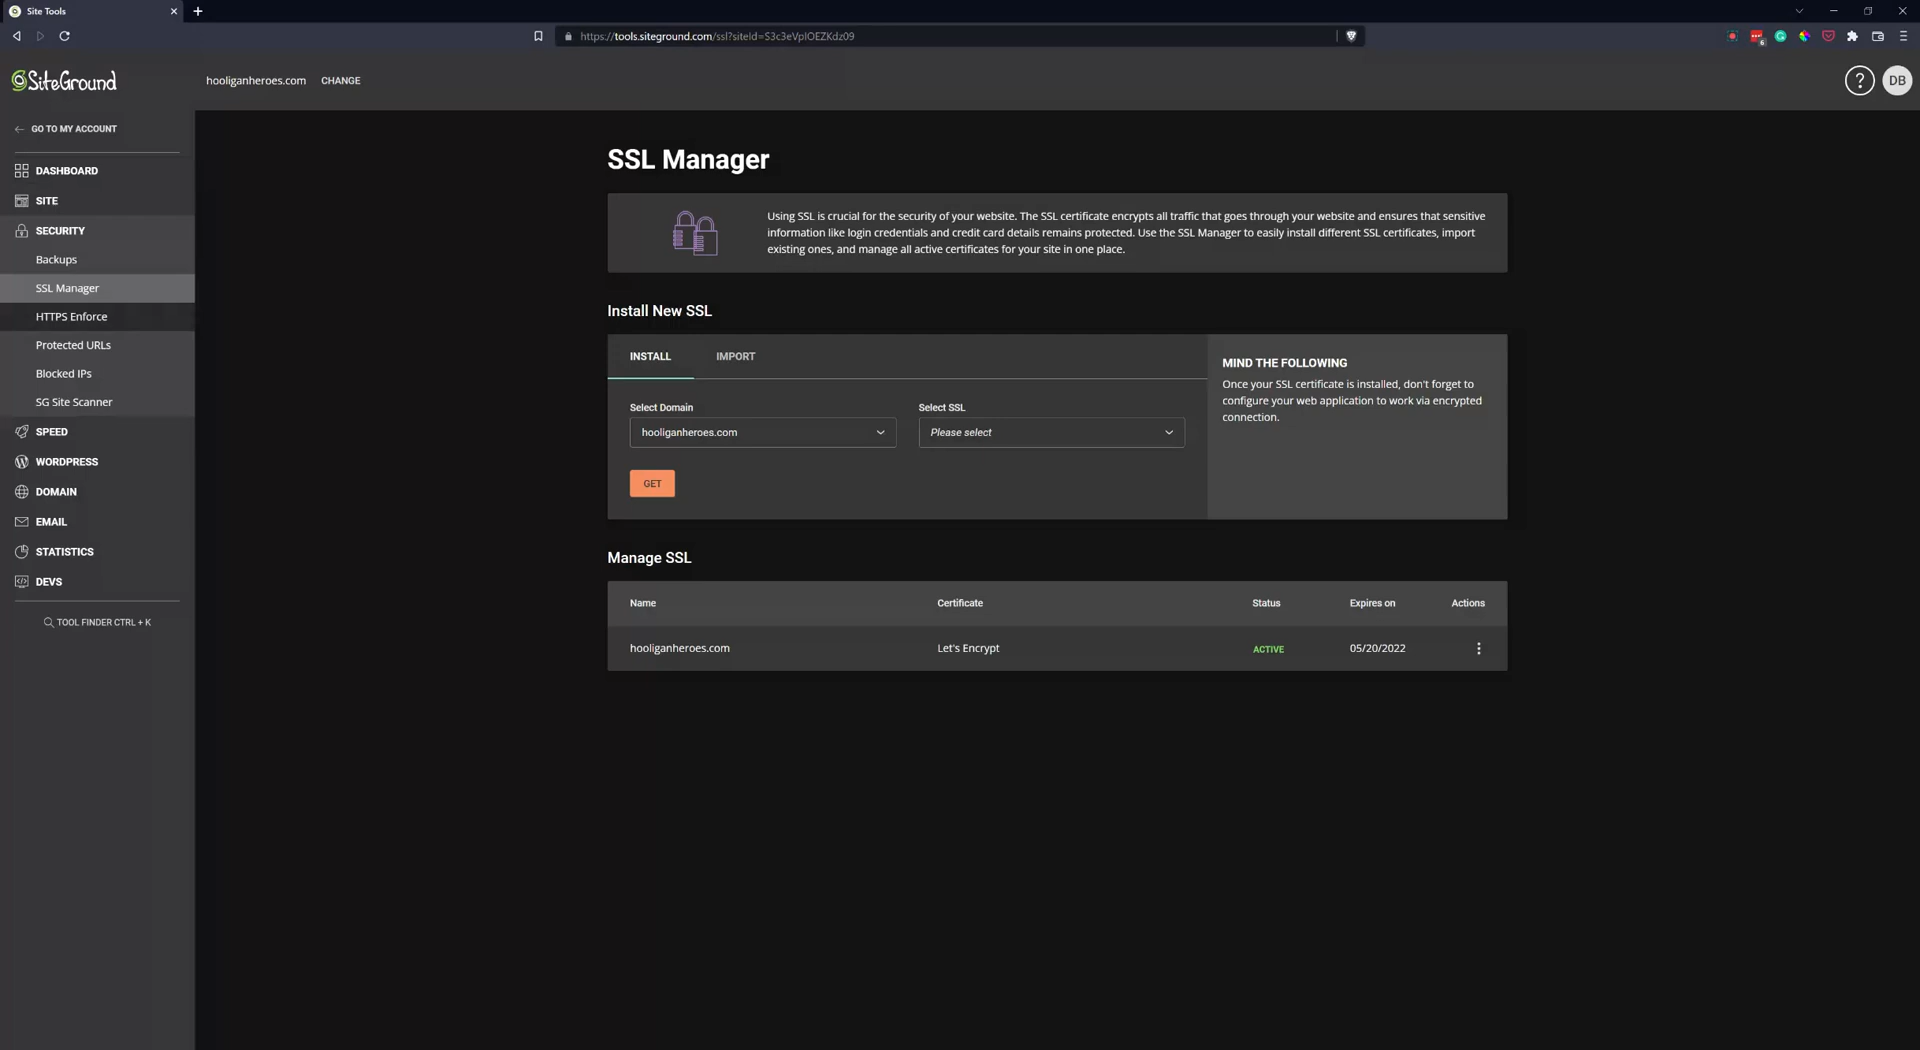 Site Tools
https://tools.siteground.com/ssl?siteId=S3c3eVpIOEZKdz09
6
SiteGround
hooliganheroes.com CHANGE
? DB
GO TO MY ACCOUNT
DASHBOARD
SITE
SECURITY
Backups
SSL Manager
HTTPS Enforce
Protected URLs
Blocked IPs
SG Site Scanner
SPEED
WORDPRESS
DOMAIN
EMAIL
STATISTICS
DEVS
TOOL FINDER CTRL + K
SSL Manager
Using SSL is crucial for the security of your website. The SSL certificate encrypts all traffic that goes through your website and ensures that sensitive
information like login credentials and credit card details remains protected. Use the SSL Manager to easily install different SSL certificates, import
existing ones, and manage all active certificates for your site in one place.
Install New SSL
INSTALL IMPORT
Select Domain
hooliganheroes.com
Select SSL
Please select
GET
MIND THE FOLLOWING
Once your SSL certificate is installed, don't forget to
configure your web application to work via encrypted
connection.
Manage SSL
Name Certificate Status Expires on Actions
hooliganheroes.com Let's Encrypt ACTIVE 05/20/2022